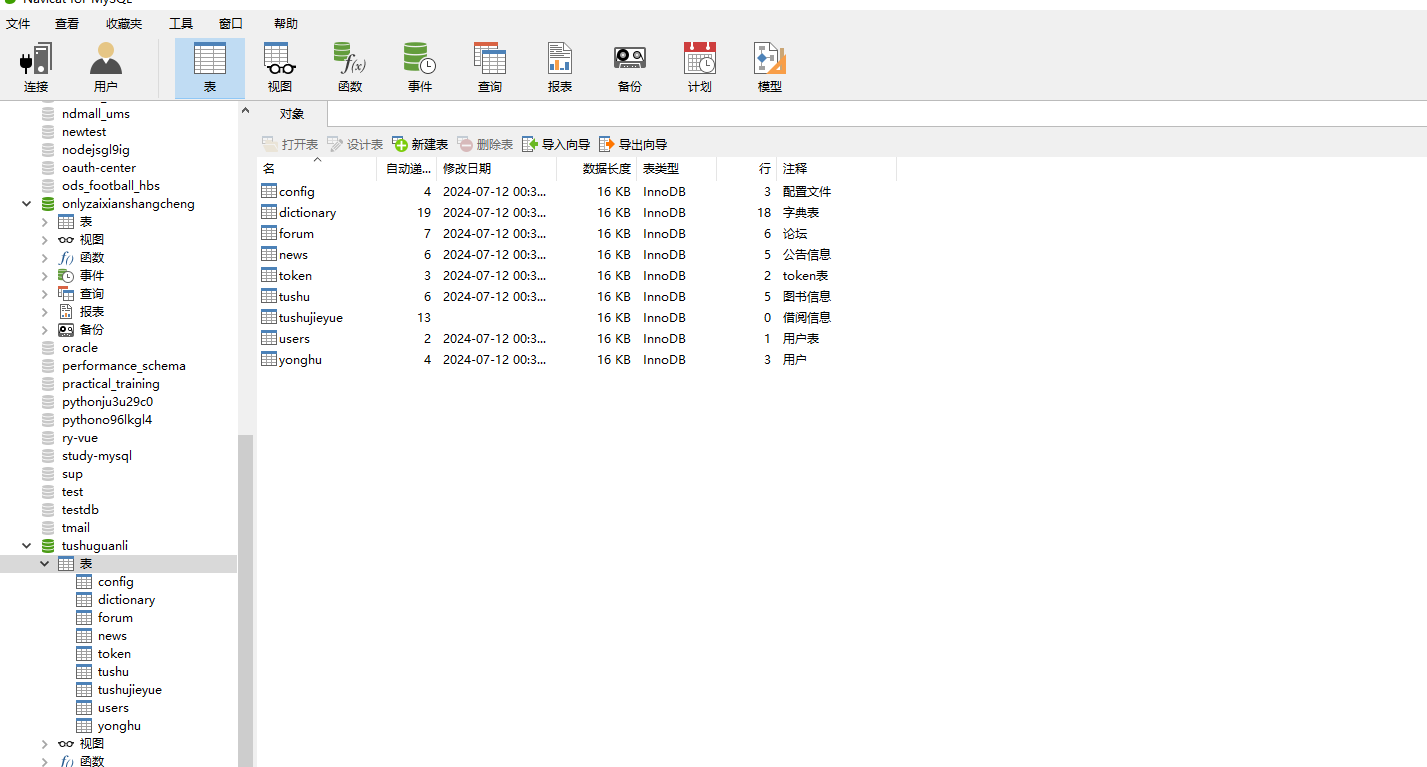 Navicat for MySQL
文件 查看 收藏夹 工具 窗口 帮助
连接 用户 表 视图 函数 事件 查询 报表 备份 计划 模型
ndmall_ums
newtest
nodejsgl9ig
oauth-center
ods_football_hbs
onlyzaixianshangcheng
表
视图
函数
事件
查询
报表
备份
oracle
performance_schema
practical_training
pythonju3u29c0
pythono96lkgl4
ry-vue
study-mysql
sup
test
testdb
tmail
tushuguanli
表
config
dictionary
forum
news
token
tushu
tushujieyue
users
yonghu
视图
函数
对象
打开表 设计表 新建表 删除表 导入向导 导出向导
名 自动递... 修改日期 数据长度 表类型 行 注释
config 4 2024-07-12 00:3... 16 KB InnoDB 3 配置文件
dictionary 19 2024-07-12 00:3... 16 KB InnoDB 18 字典表
forum 7 2024-07-12 00:3... 16 KB InnoDB 6 论坛
news 6 2024-07-12 00:3... 16 KB InnoDB 5 公告信息
token 3 2024-07-12 00:3... 16 KB InnoDB 2 token表
tushu 6 2024-07-12 00:3... 16 KB InnoDB 5 图书信息
tushujieyue 13 16 KB InnoDB 0 借阅信息
users 2 2024-07-12 00:3... 16 KB InnoDB 1 用户表
yonghu 4 2024-07-12 00:3... 16 KB InnoDB 3 用户